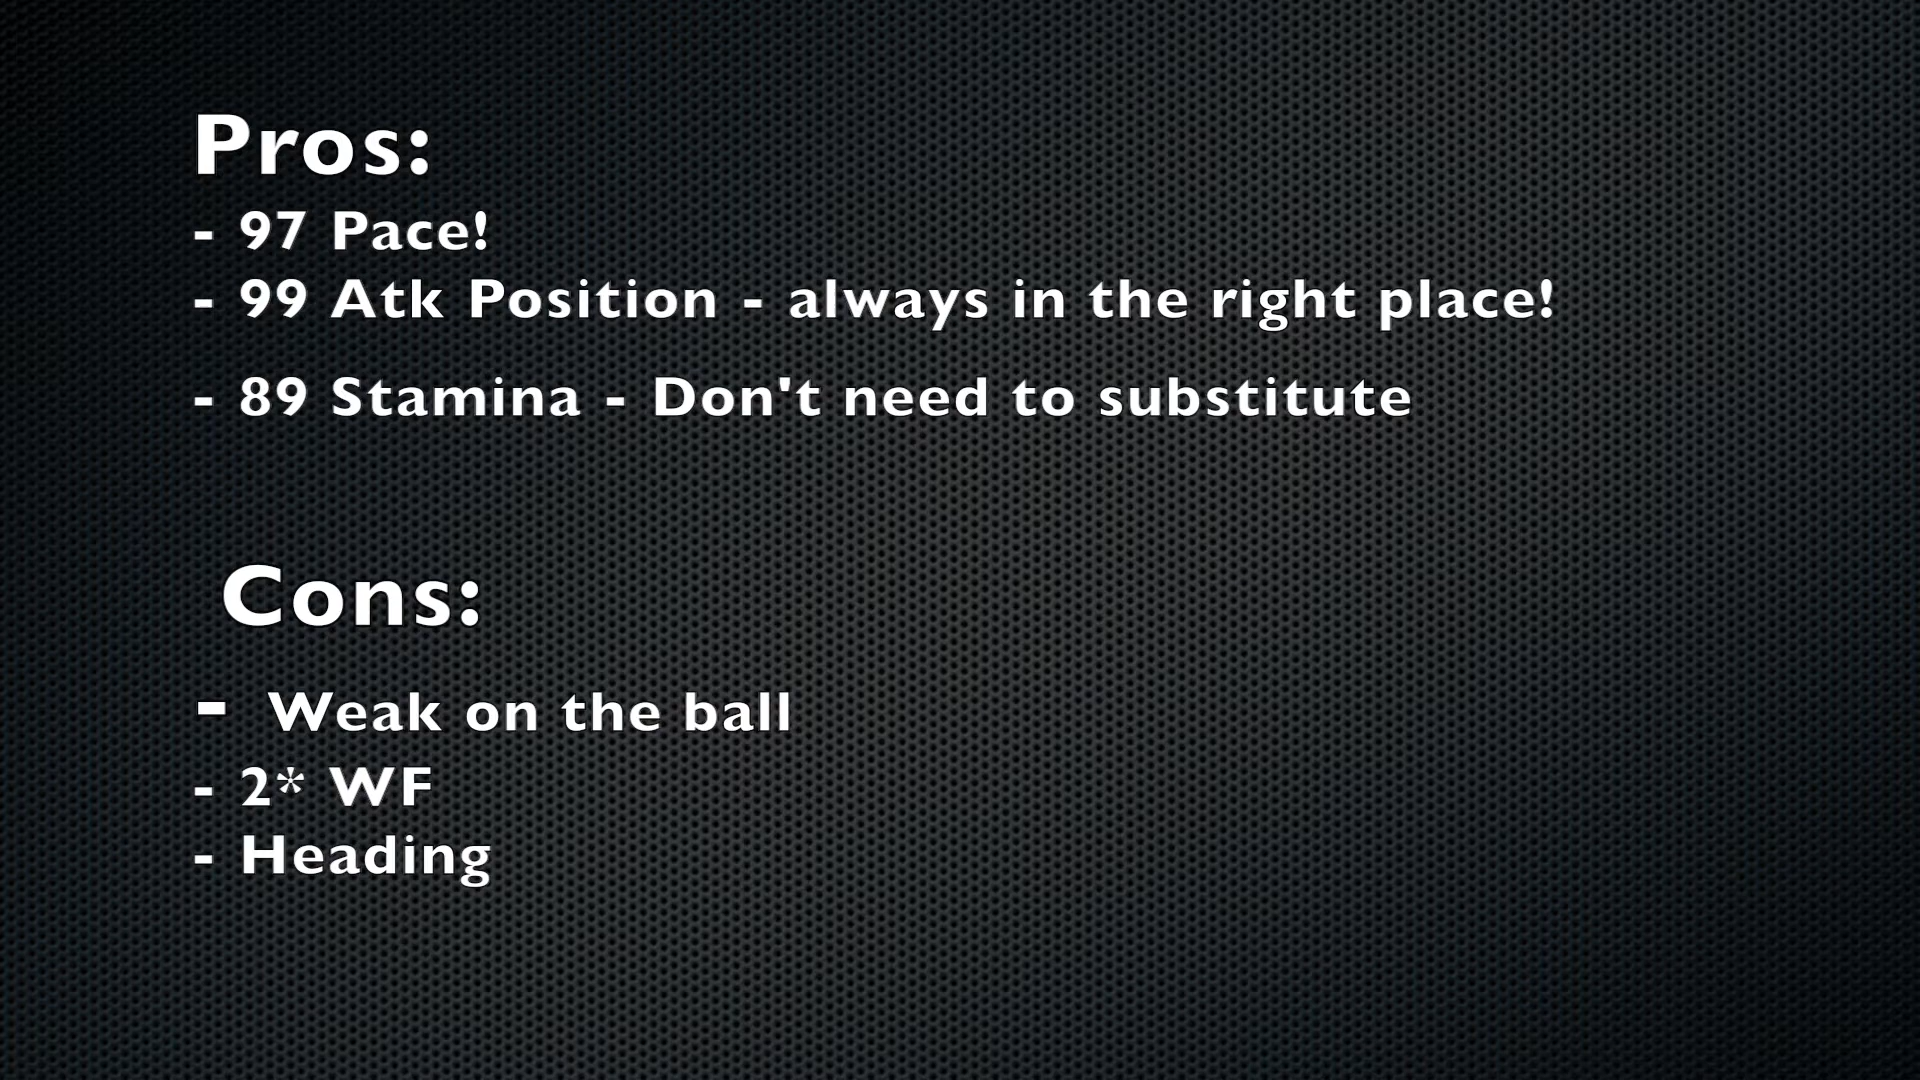 Pros:
- 97 Pace!
- 99 Atk Position - always in the right place!
- 89 Stamina - Don't need to substitute
Cons:
- Weak on the ball
- 2* WF
- Heading